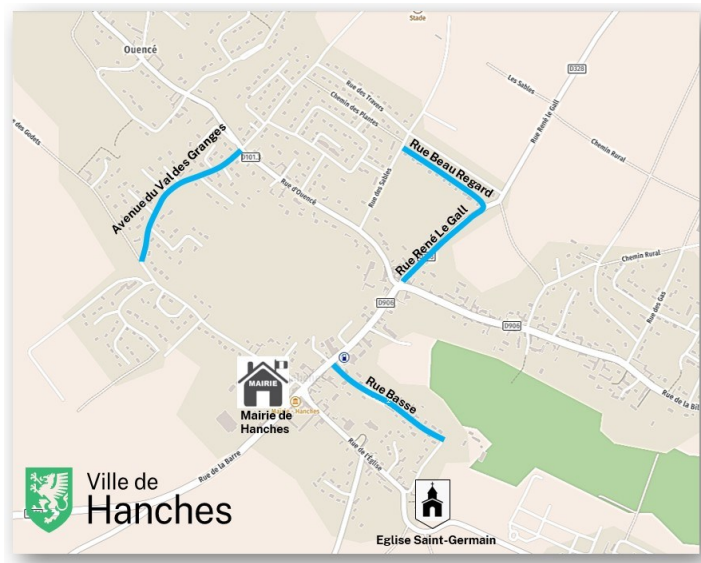 Stade
Ouencé
D328
Les Sables
Rue des Travers
Chemin des Plantes
Rue René le Gall
Avenue du Val des Granges
Rue Beau Regard
Chemin Rural
D101.
Rue d'Ouencé
Rue des Sables
Rue René Le Gall
Chemin Rural
Rue des Gas
D906
D906
MAIRIE
Rue Basse
Mairie de
Hanches
Rue de l'Église
Rue de la Barre
Ville de
Hanches
Eglise Saint-Germain